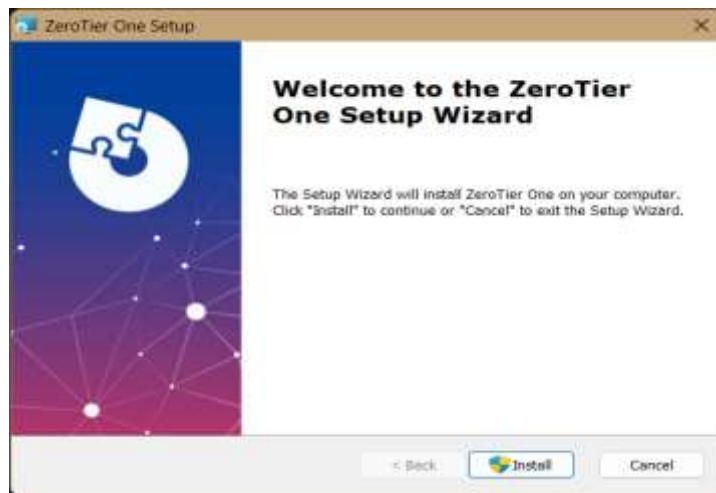 ZeroTier One Setup
Welcome to the ZeroTier
One Setup Wizard
The Setup Wizard will install ZeroTier One on your computer.
Click "Install" to continue or "Cancel" to exit the Setup Wizard.
< Back
Install
Cancel